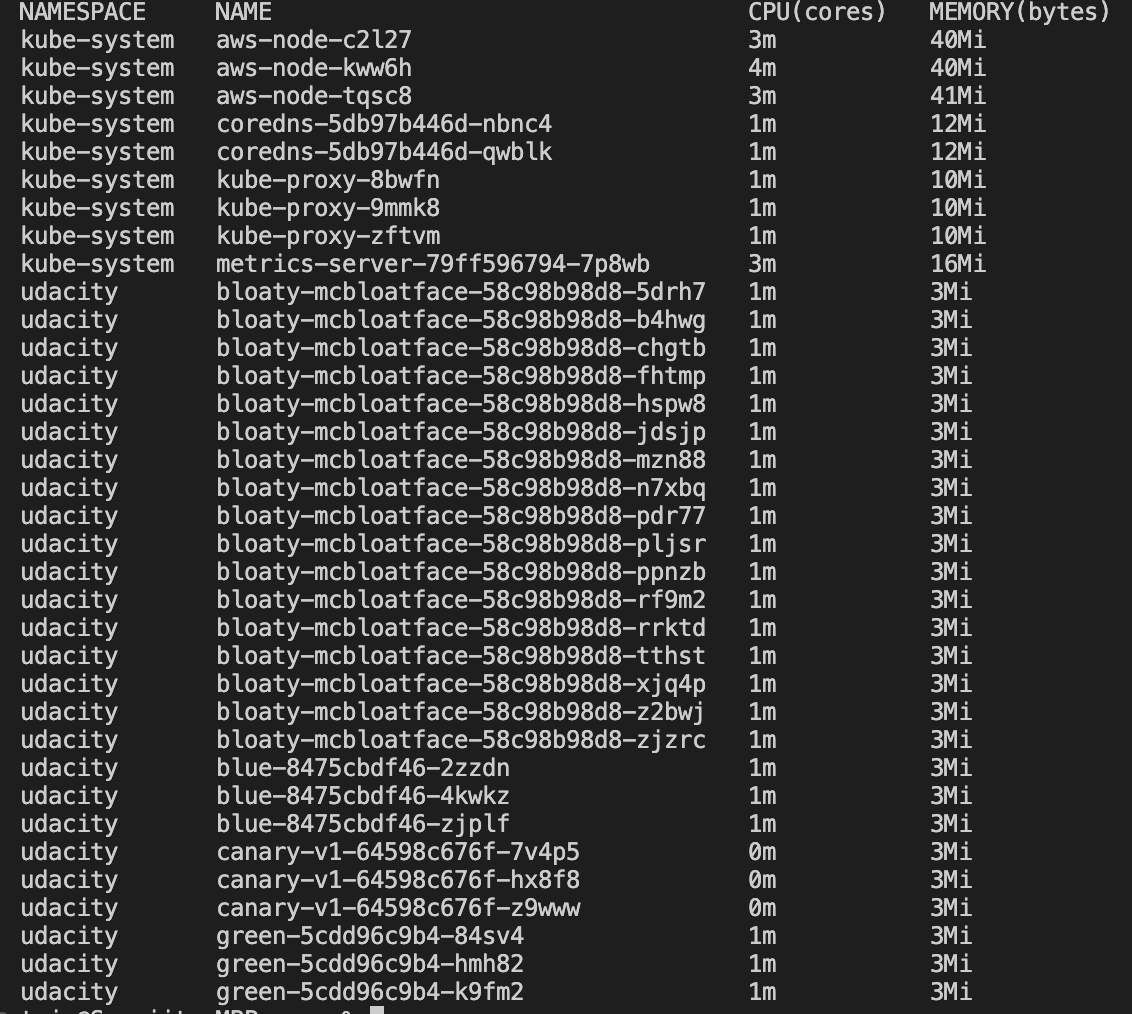 NAMESPACE NAME CPU(cores) MEMORY(bytes)
kube-system aws-node-c2l27 3m 40Mi
kube-system aws-node-kww6h 4m 40Mi
kube-system aws-node-tqsc8 3m 41Mi
kube-system coredns-5db97b446d-nbnc4 1m 12Mi
kube-system coredns-5db97b446d-qwblk 1m 12Mi
kube-system kube-proxy-8bwfn 1m 10Mi
kube-system kube-proxy-9mmk8 1m 10Mi
kube-system kube-proxy-zftvm 1m 10Mi
kube-system metrics-server-79ff596794-7p8wb 3m 16Mi
udacity bloaty-mcbloatface-58c98b98d8-5drh7 1m 3Mi
udacity bloaty-mcbloatface-58c98b98d8-b4hwg 1m 3Mi
udacity bloaty-mcbloatface-58c98b98d8-chgtb 1m 3Mi
udacity bloaty-mcbloatface-58c98b98d8-fhtmp 1m 3Mi
udacity bloaty-mcbloatface-58c98b98d8-hspw8 1m 3Mi
udacity bloaty-mcbloatface-58c98b98d8-jdsjp 1m 3Mi
udacity bloaty-mcbloatface-58c98b98d8-mzn88 1m 3Mi
udacity bloaty-mcbloatface-58c98b98d8-n7xbq 1m 3Mi
udacity bloaty-mcbloatface-58c98b98d8-pdr77 1m 3Mi
udacity bloaty-mcbloatface-58c98b98d8-pljsr 1m 3Mi
udacity bloaty-mcbloatface-58c98b98d8-ppnzb 1m 3Mi
udacity bloaty-mcbloatface-58c98b98d8-rf9m2 1m 3Mi
udacity bloaty-mcbloatface-58c98b98d8-rrktd 1m 3Mi
udacity bloaty-mcbloatface-58c98b98d8-tthst 1m 3Mi
udacity bloaty-mcbloatface-58c98b98d8-xjq4p 1m 3Mi
udacity bloaty-mcbloatface-58c98b98d8-z2bwj 1m 3Mi
udacity bloaty-mcbloatface-58c98b98d8-zjzrc 1m 3Mi
udacity blue-8475cbdf46-2zzdn 1m 3Mi
udacity blue-8475cbdf46-4kwkz 1m 3Mi
udacity blue-8475cbdf46-zjplf 1m 3Mi
udacity canary-v1-64598c676f-7v4p5 0m 3Mi
udacity canary-v1-64598c676f-hx8f8 0m 3Mi
udacity canary-v1-64598c676f-z9www 0m 3Mi
udacity green-5cdd96c9b4-84sv4 1m 3Mi
udacity green-5cdd96c9b4-hmh82 1m 3Mi
udacity green-5cdd96c9b4-k9fm2 1m 3Mi